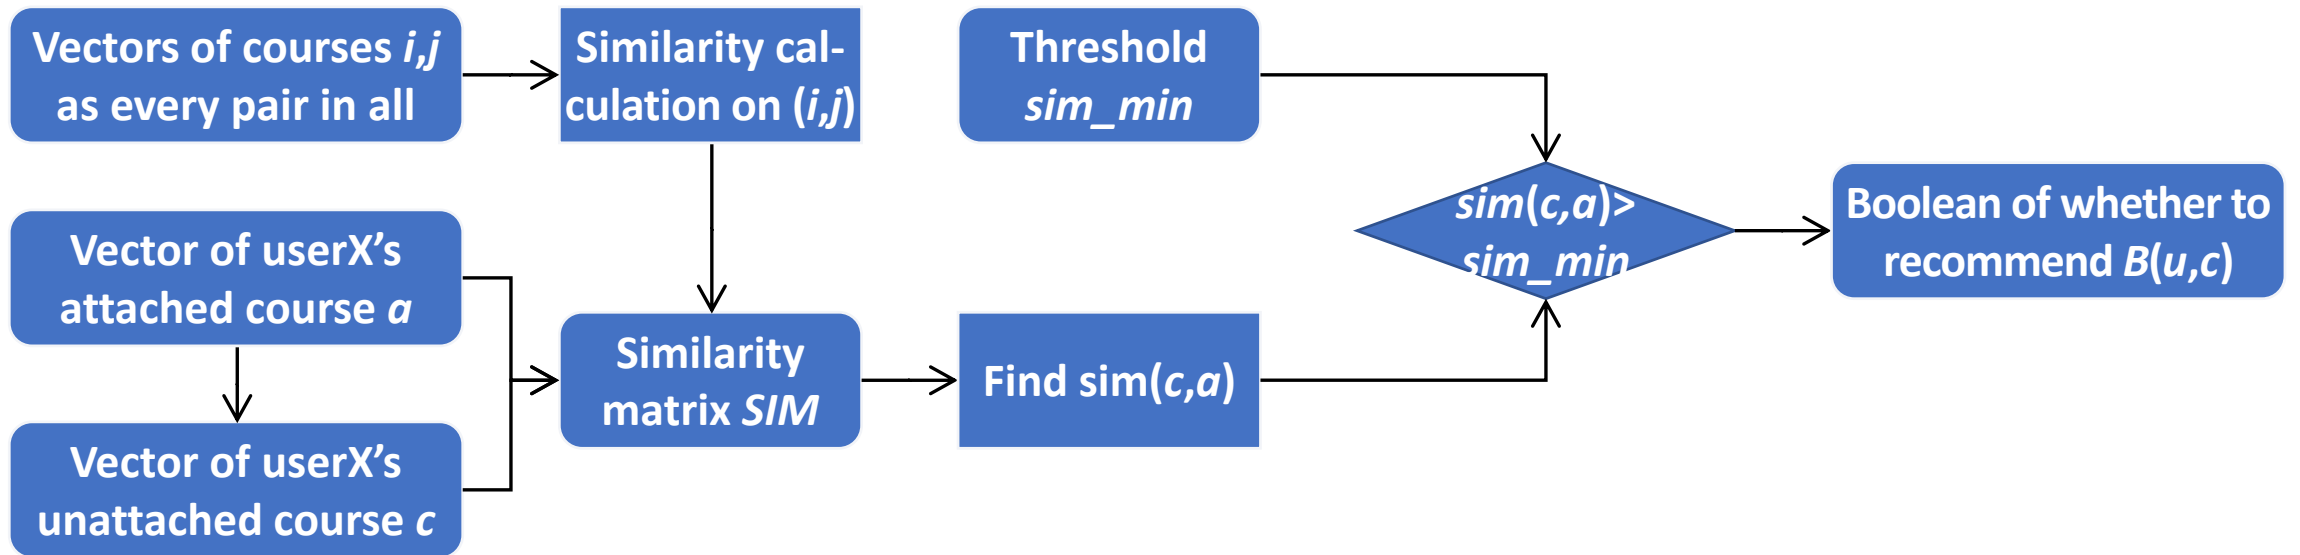 Vectors of courses i,j
as every pair in all
Similarity cal-
culation on (i,j)
Threshold
sim_min
Vector of userX's
attached course a
Vector of userX's
unattached course c
Similarity
matrix SIM
Find sim(c,a)
sim(c,a)>
sim_min
Boolean of whether to
recommend B(u,c)